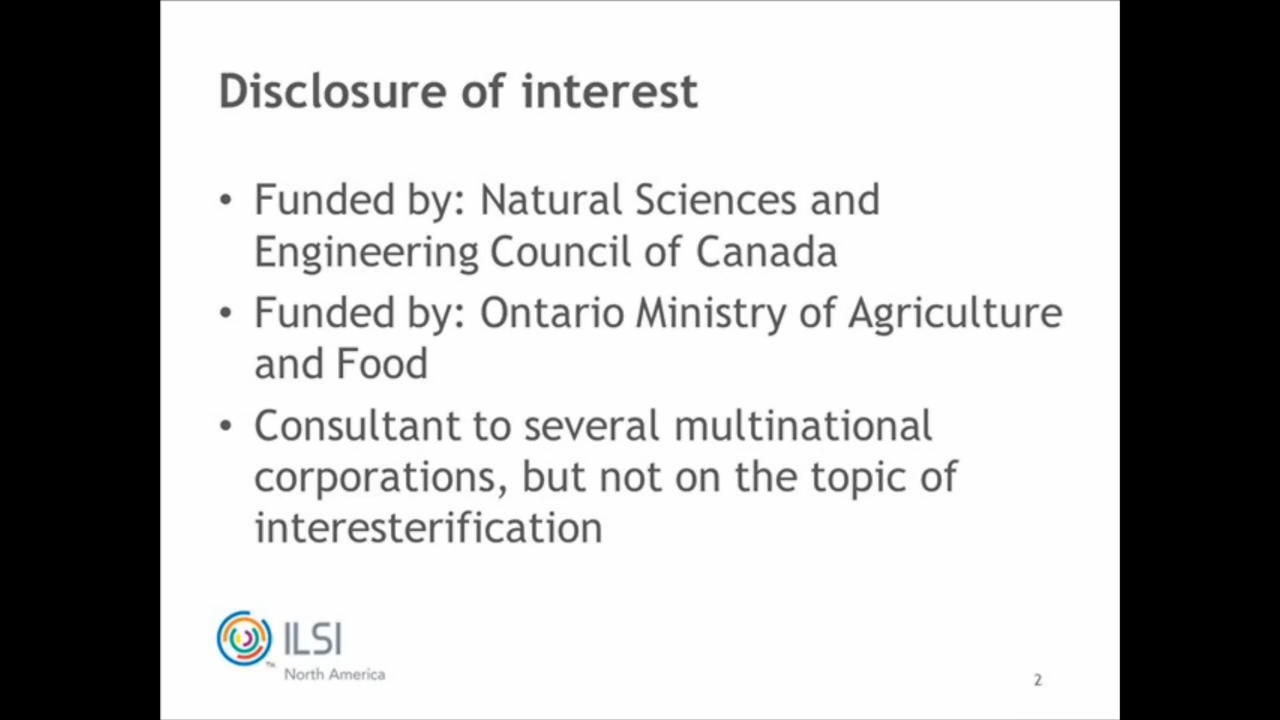 Disclosure of interest
• Funded by: Natural Sciences and
Engineering Council of Canada
• Funded by: Ontario Ministry of Agriculture
and Food
• Consultant to several multinational
corporations, but not on the topic of
interesterification
ILSI
TM
North America
2